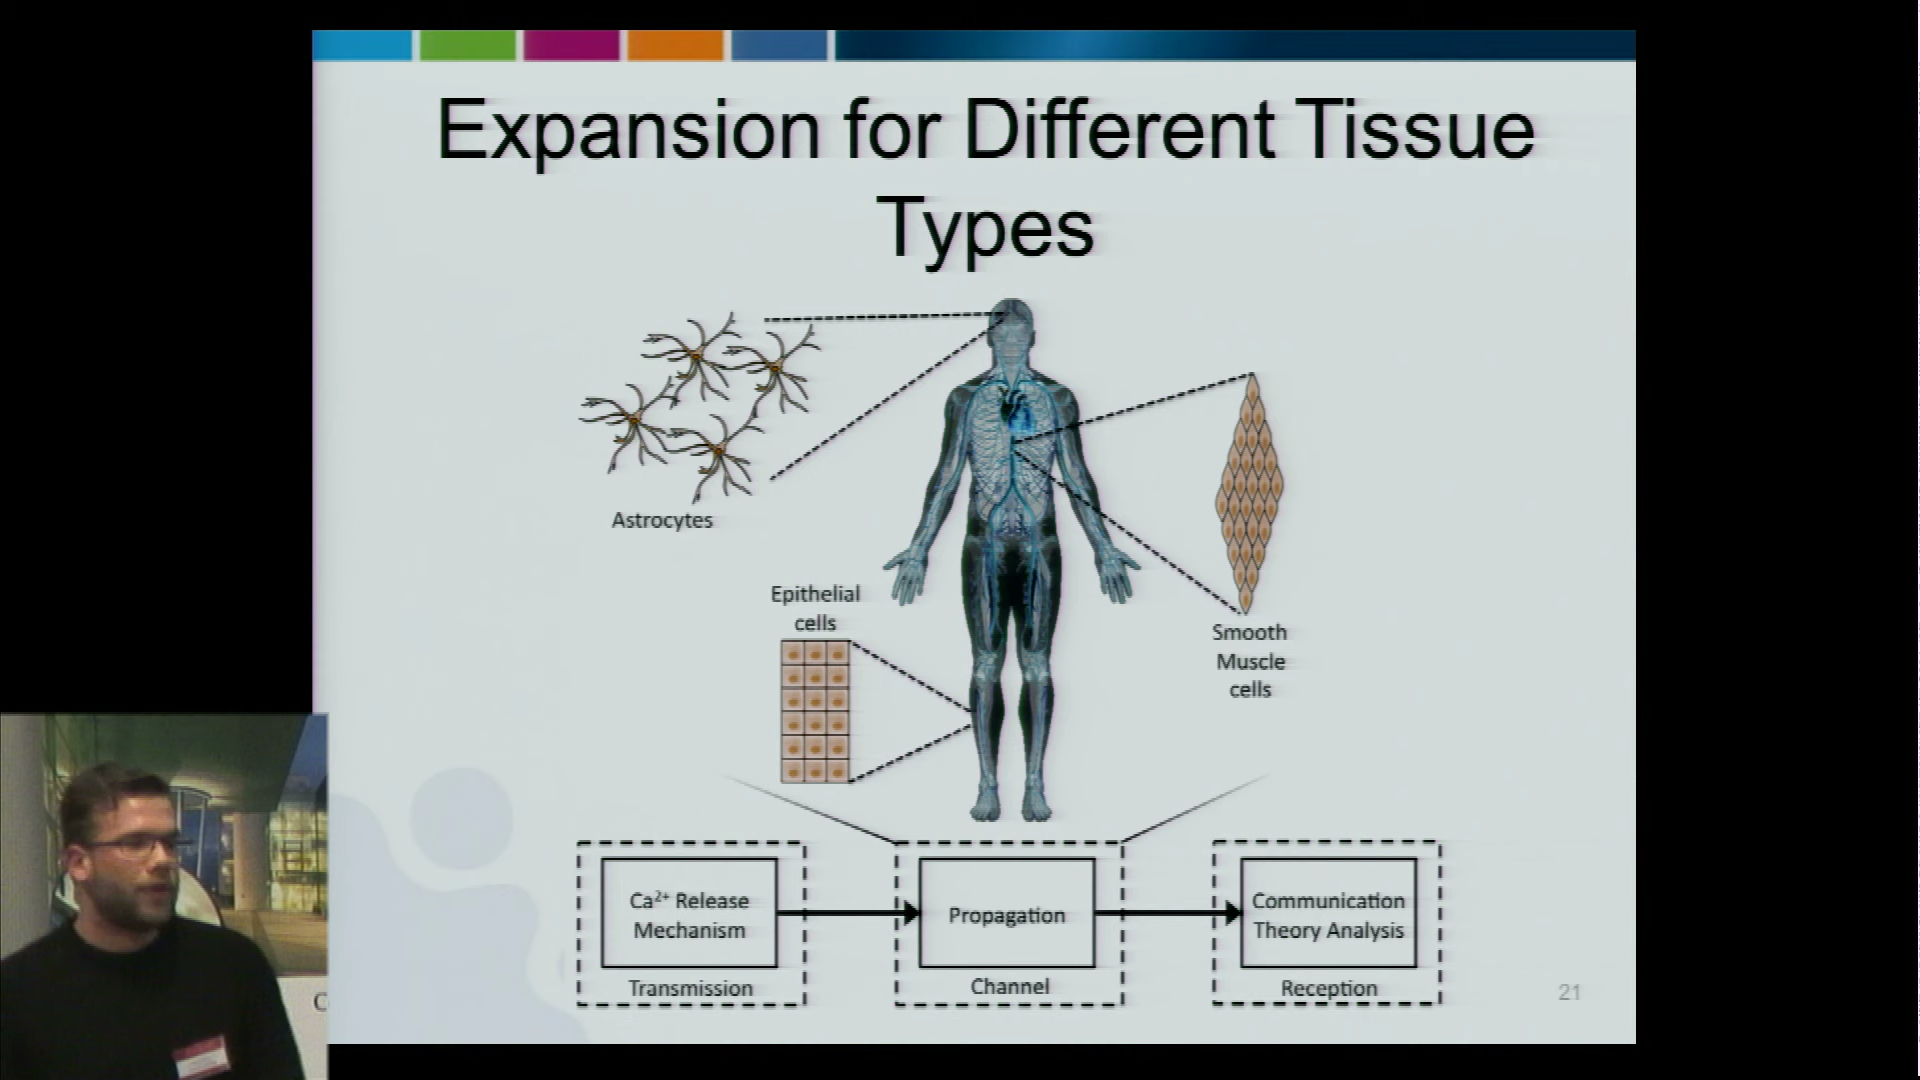 Expansion for Different Tissue
Types
Astrocytes
Epithelial
cells
Smooth
Muscle
cells
Ca²⁺ Release
Mechanism
Transmission
Propagation
Channel
Communication
Theory Analysis
Reception
21
C